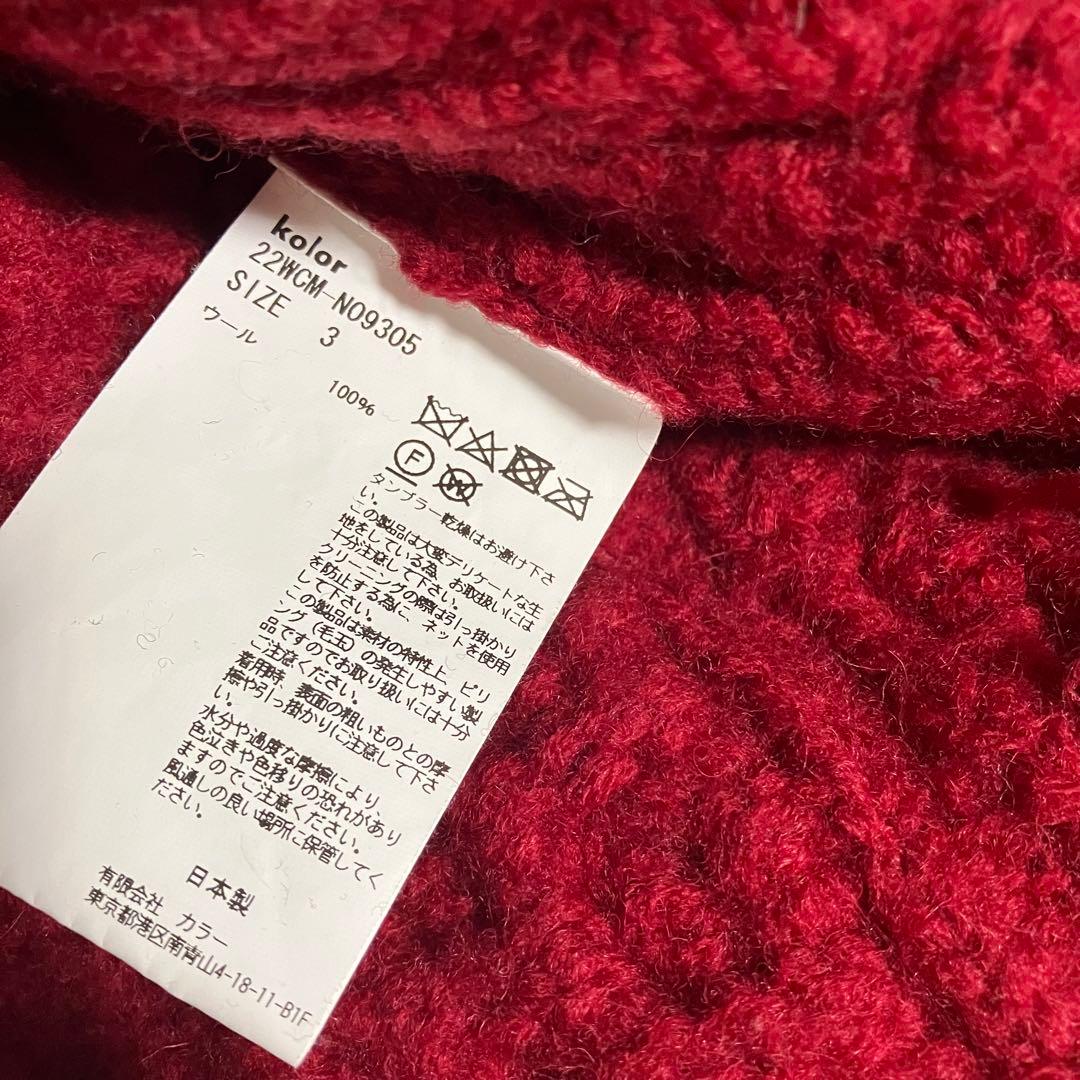 kolor
22WCM-N09305
SIZE 3
ウール
100%
F
W
タンブラー乾燥はお避け下さ
い。
この製品は大変デリケートな生
地をしている為、お取扱いには
十分注意して下さい。
クリーニングの際は引っ掛かり
を防止する為に、ネットを使用
して下さい。
この製品は素材の特性上、ピリ
ング（毛玉）の発生しやすい製
品ですのでお取り扱いには十分
ご注意ください。
着用時、表面の粗いものとの摩
擦や引っ掛かりに注意して下さ
い。
水分や過度な摩擦により、
色泣きや色移りの恐れがあり
ますのでご注意ください。
風通しの良い場所に保管してく
ださい。
日本製
有限会社 カラー
東京都港区南青山4-18-11-B1F